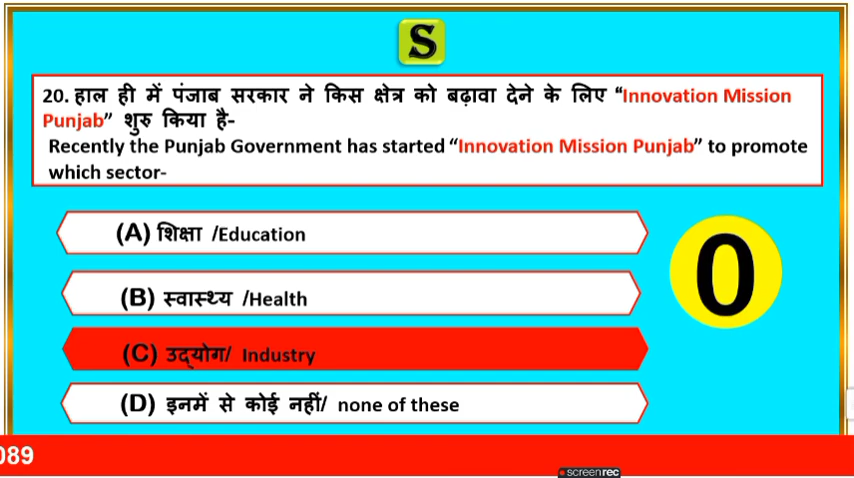 S
20. हाल ही में पंजाब सरकार ने किस क्षेत्र को बढ़ावा देने के लिए “Innovation Mission
Punjab” शुरु किया है-
Recently the Punjab Government has started “Innovation Mission Punjab” to promote
which sector-
(A) शिक्षा /Education
(B) स्वास्थ्य /Health
(C) उद्योग/ Industry
(D) इनमें से कोई नहीं/ none of these
0
089
screenrec